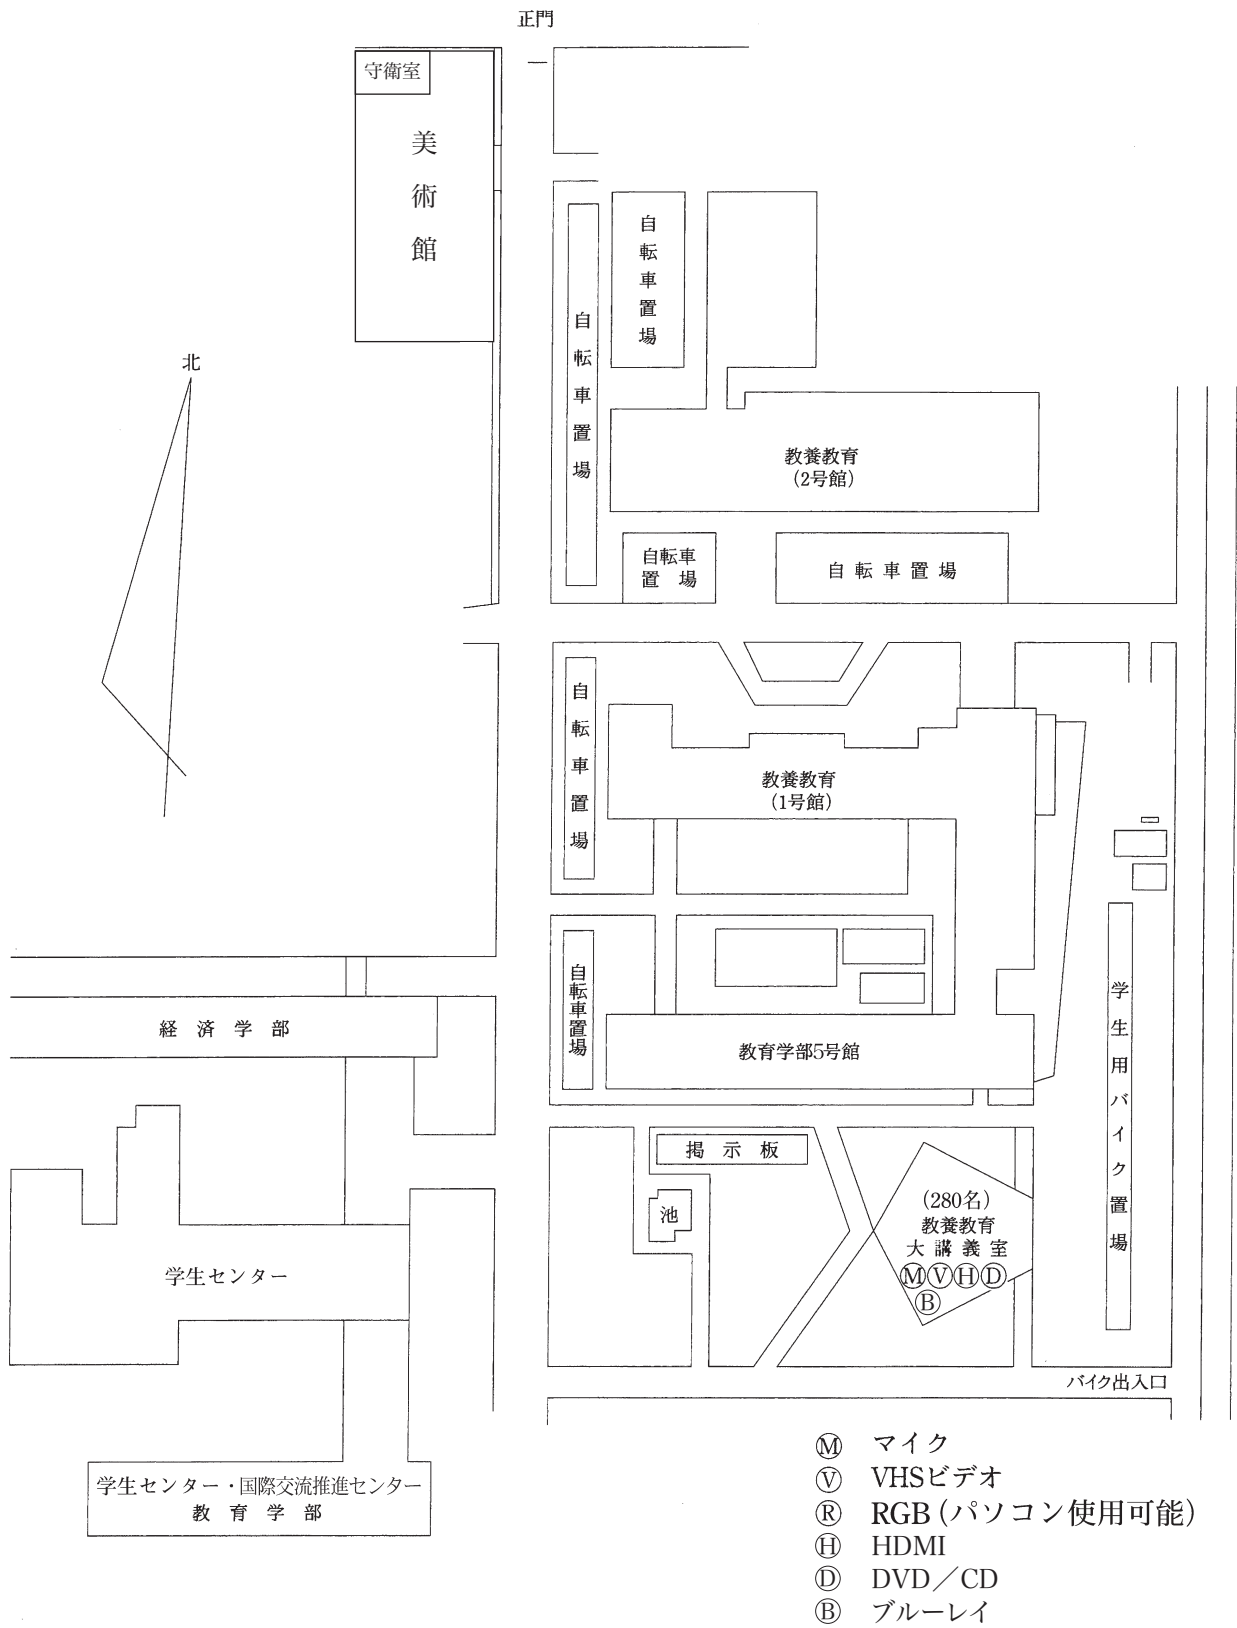 正門
守衛室
美術館
自転車置場
自転車置場
北
教養教育
（2号館）
自転車
置場
自転車置場
自転車置場
教養教育
（1号館）
自転車置場
経済学部
教育学部5号館
学生用バイク置場
掲示板
池
（280名）
教養教育
大講義室
ⓂⓋⒽⒹ
Ⓑ
学生センター
バイク出入口
学生センター・国際交流推進センター
教育学部
Ⓜ マイク
Ⓥ VHSビデオ
Ⓡ RGB（パソコン使用可能）
Ⓗ HDMI
Ⓓ DVD／CD
Ⓑ ブルーレイ